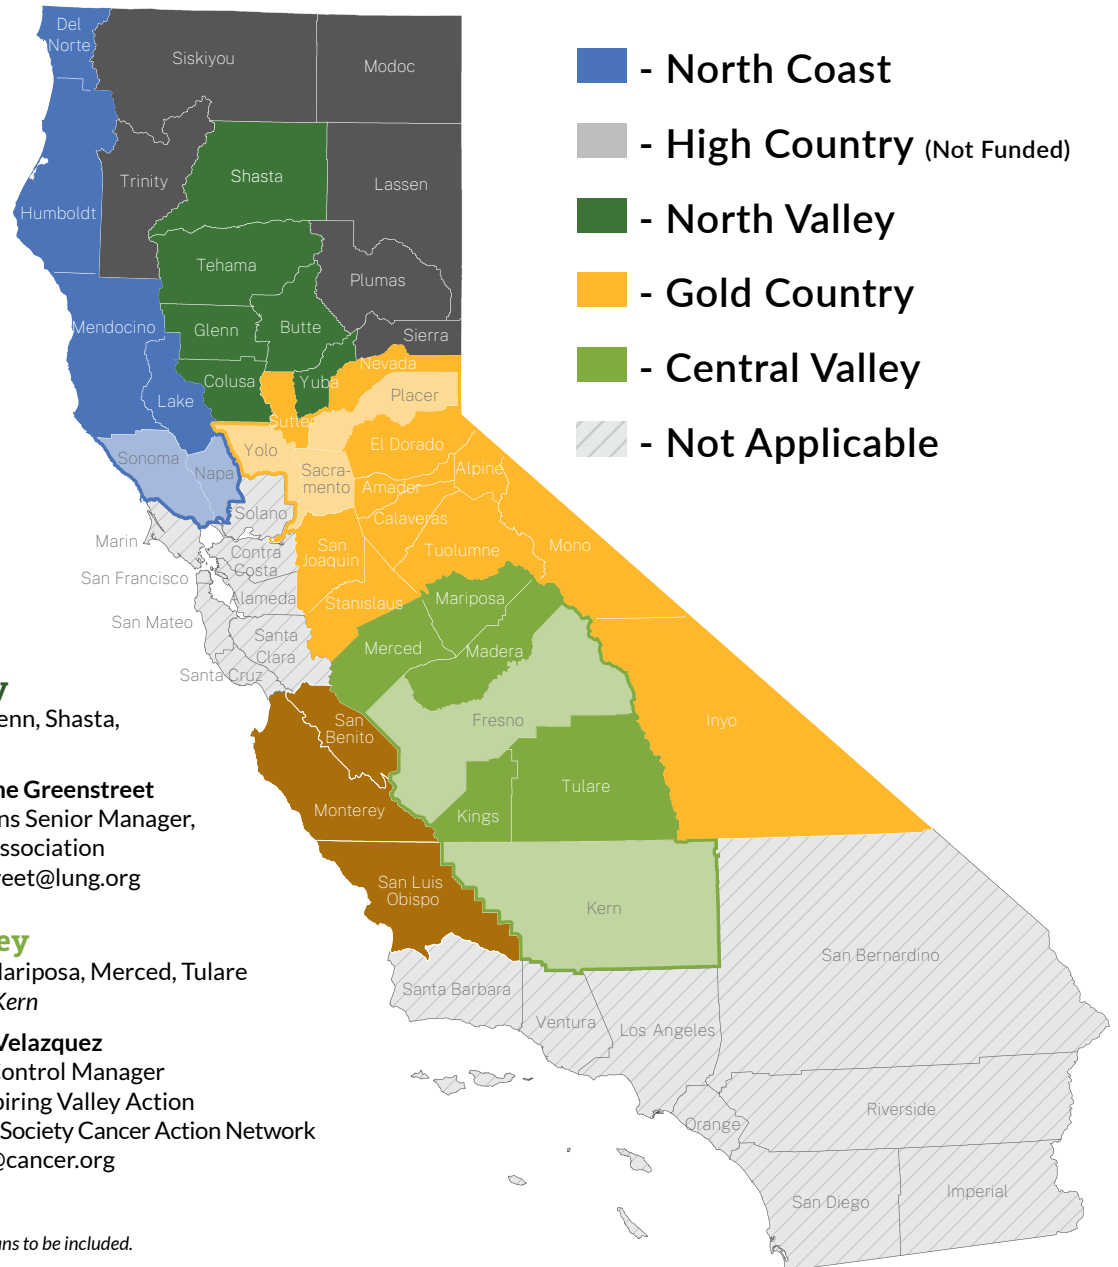 - North Coast
- High Country (Not Funded)
- North Valley
- Gold Country
- Central Valley
- Not Applicable
Del
Norte
Siskiyou
Modoc
Trinity
Shasta
Lassen
Humboldt
Tehama
Plumas
Mendocino
Glenn
Butte
Sierra
Nevada
Colusa
Yuba
Placer
Lake
Sutter
El Dorado
Yolo
Sonoma
Napa
Sacra-
mento
Alpine
Amador
Solano
Calaveras
Marin
Contra
Costa
San
Joaquin
Tuolumne
Mono
San Francisco
Alameda
Stanislaus
Mariposa
San Mateo
Santa
Clara
Merced
Madera
Santa Cruz
San
Benito
Fresno
Inyo
Monterey
Kings
Tulare
San Luis
Obispo
Kern
San Bernardino
Santa Barbara
Ventura
Los Angeles
Riverside
Orange
San Diego
Imperial
y
enn, Shasta,
ne Greenstreet
ns Senior Manager,
ssociation
reet@lung.org
ey
Mariposa, Merced, Tulare
Kern
Velazquez
Control Manager
piring Valley Action
Society Cancer Action Network
@cancer.org
ns to be included.